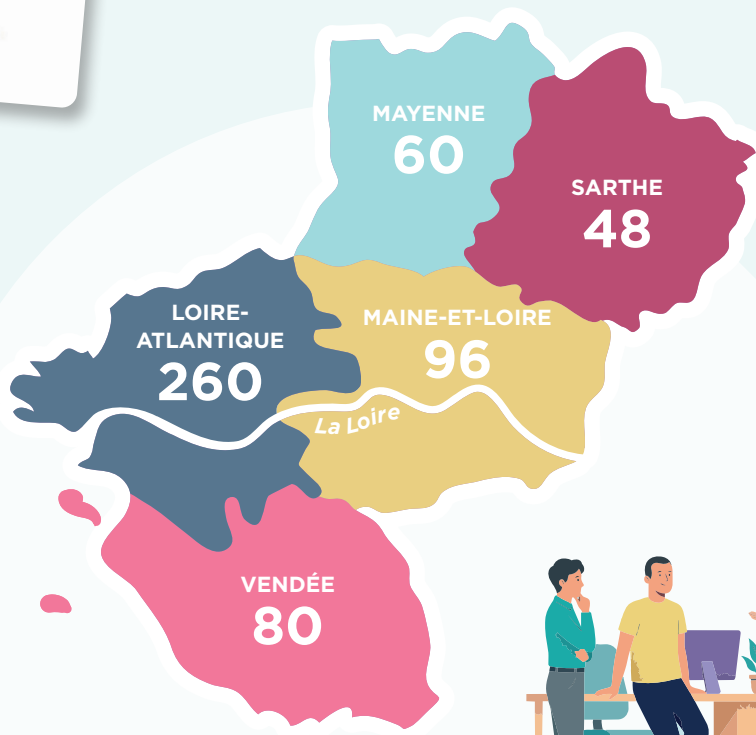 MAYENNE
60
SARTHE
48
LOIRE-
ATLANTIQUE
260
MAINE-ET-LOIRE
96
La Loire
VENDÉE
80